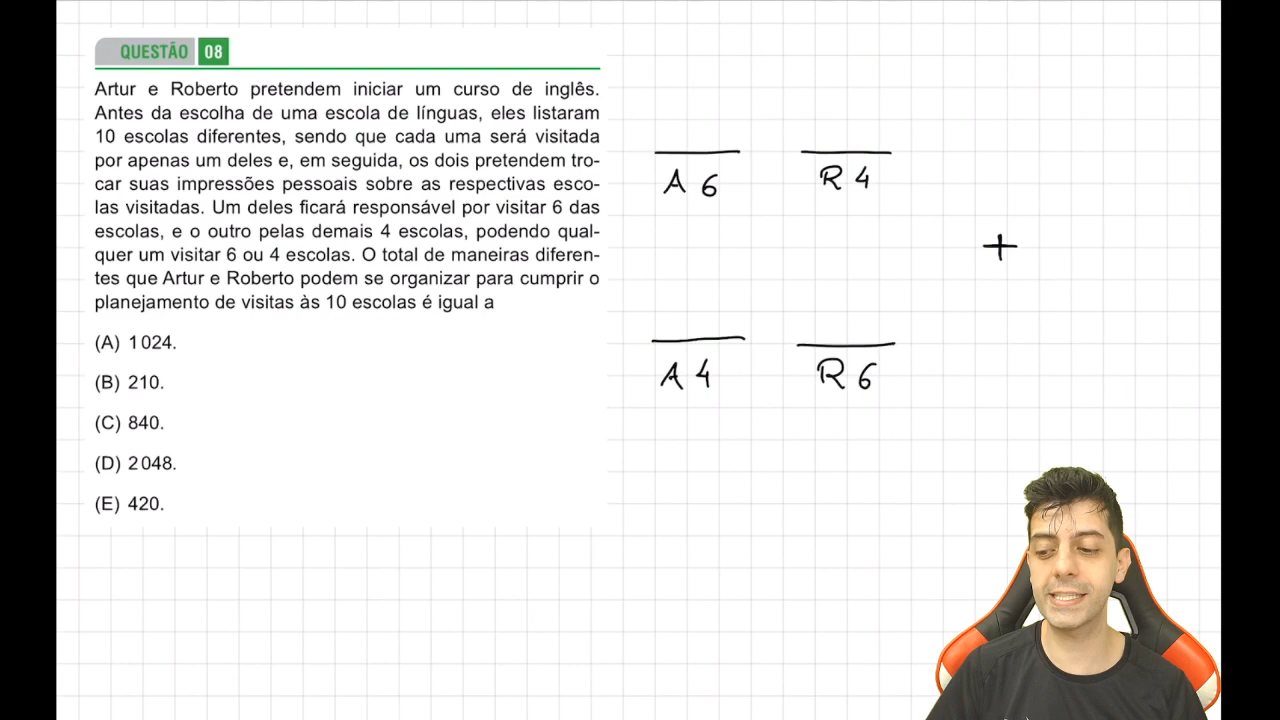 QUESTÃO 08
Artur e Roberto pretendem iniciar um curso de inglês.
Antes da escolha de uma escola de línguas, eles listaram
10 escolas diferentes, sendo que cada uma será visitada
por apenas um deles e, em seguida, os dois pretendem tro-
car suas impressões pessoais sobre as respectivas esco-
las visitadas. Um deles ficará responsável por visitar 6 das
escolas, e o outro pelas demais 4 escolas, podendo qual-
quer um visitar 6 ou 4 escolas. O total de maneiras diferen-
tes que Artur e Roberto podem se organizar para cumprir o
planejamento de visitas às 10 escolas é igual a
(A) 1 024.
(B) 210.
(C) 840.
(D) 2 048.
(E) 420.
A 6 R 4
+
A 4 R 6